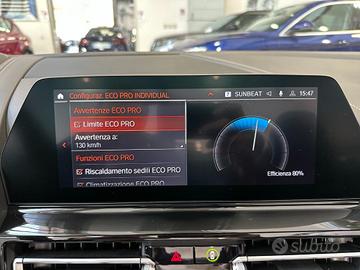 Configuraz. ECO PRO INDIVIDUAL
SUNBEAT
15:47
Avvertenze ECO PRO
Limite ECO PRO
Avvertenza a:
130 km/h
Funzioni ECO PRO
Riscaldamento sedili ECO PRO
Climatizzazione ECO PRO
Efficienza 80%
subito